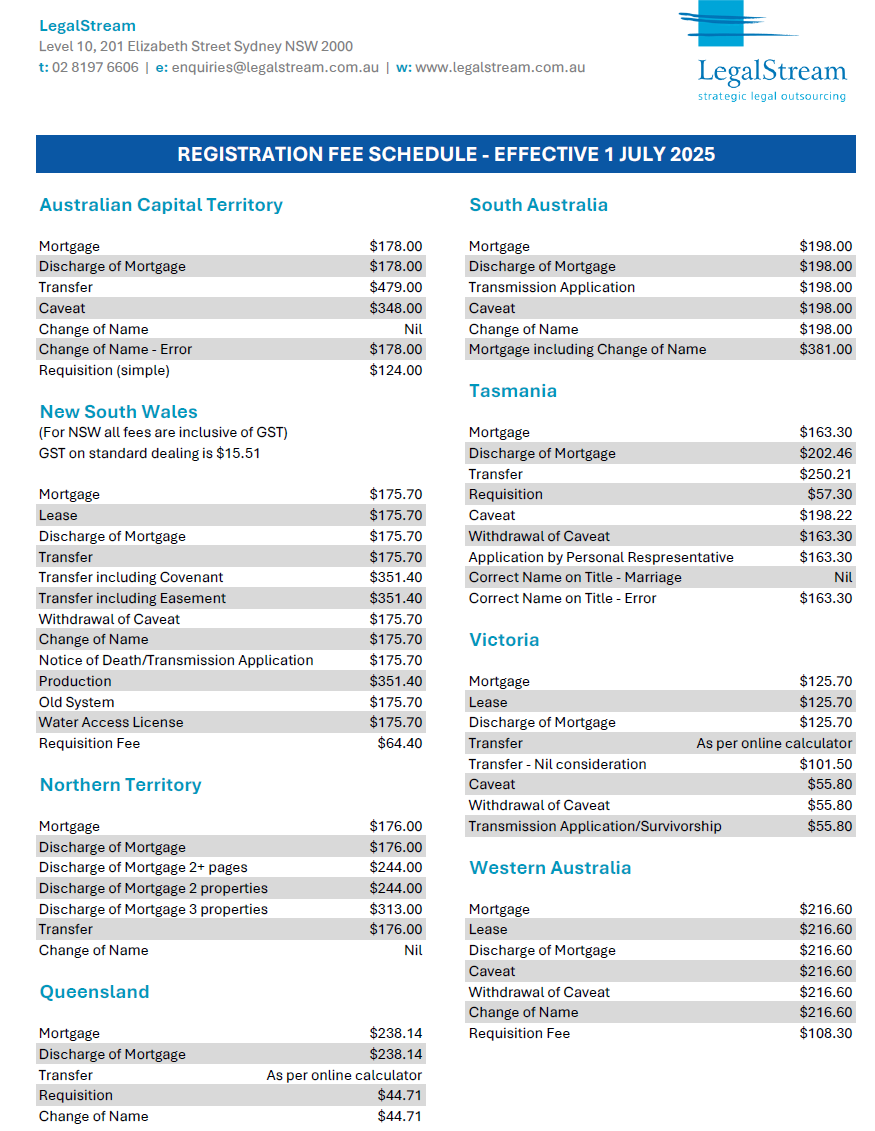 LegalStream
Level 10, 201 Elizabeth Street Sydney NSW 2000
t: 02 8197 6606 | e: enquiries@legalstream.com.au | w: www.legalstream.com.au
LegalStream
strategic legal outsourcing
REGISTRATION FEE SCHEDULE - EFFECTIVE 1 JULY 2025
Australian Capital Territory
Mortgage $178.00
Discharge of Mortgage $178.00
Transfer $479.00
Caveat $348.00
Change of Name Nil
Change of Name - Error $178.00
Requisition (simple) $124.00
New South Wales
(For NSW all fees are inclusive of GST)
GST on standard dealing is $15.51
Mortgage $175.70
Lease $175.70
Discharge of Mortgage $175.70
Transfer $175.70
Transfer including Covenant $351.40
Transfer including Easement $351.40
Withdrawal of Caveat $175.70
Change of Name $175.70
Notice of Death/Transmission Application $175.70
Production $351.40
Old System $175.70
Water Access License $175.70
Requisition Fee $64.40
Northern Territory
Mortgage $176.00
Discharge of Mortgage $176.00
Discharge of Mortgage 2+ pages $244.00
Discharge of Mortgage 2 properties $244.00
Discharge of Mortgage 3 properties $313.00
Transfer $176.00
Change of Name Nil
Queensland
Mortgage $238.14
Discharge of Mortgage $238.14
Transfer As per online calculator
Requisition $44.71
Change of Name $44.71
South Australia
Mortgage $198.00
Discharge of Mortgage $198.00
Transmission Application $198.00
Caveat $198.00
Change of Name $198.00
Mortgage including Change of Name $381.00
Tasmania
Mortgage $163.30
Discharge of Mortgage $202.46
Transfer $250.21
Requisition $57.30
Caveat $198.22
Withdrawal of Caveat $163.30
Application by Personal Respresentative $163.30
Correct Name on Title - Marriage Nil
Correct Name on Title - Error $163.30
Victoria
Mortgage $125.70
Lease $125.70
Discharge of Mortgage $125.70
Transfer As per online calculator
Transfer - Nil consideration $101.50
Caveat $55.80
Withdrawal of Caveat $55.80
Transmission Application/Survivorship $55.80
Western Australia
Mortgage $216.60
Lease $216.60
Discharge of Mortgage $216.60
Caveat $216.60
Withdrawal of Caveat $216.60
Change of Name $216.60
Requisition Fee $108.30